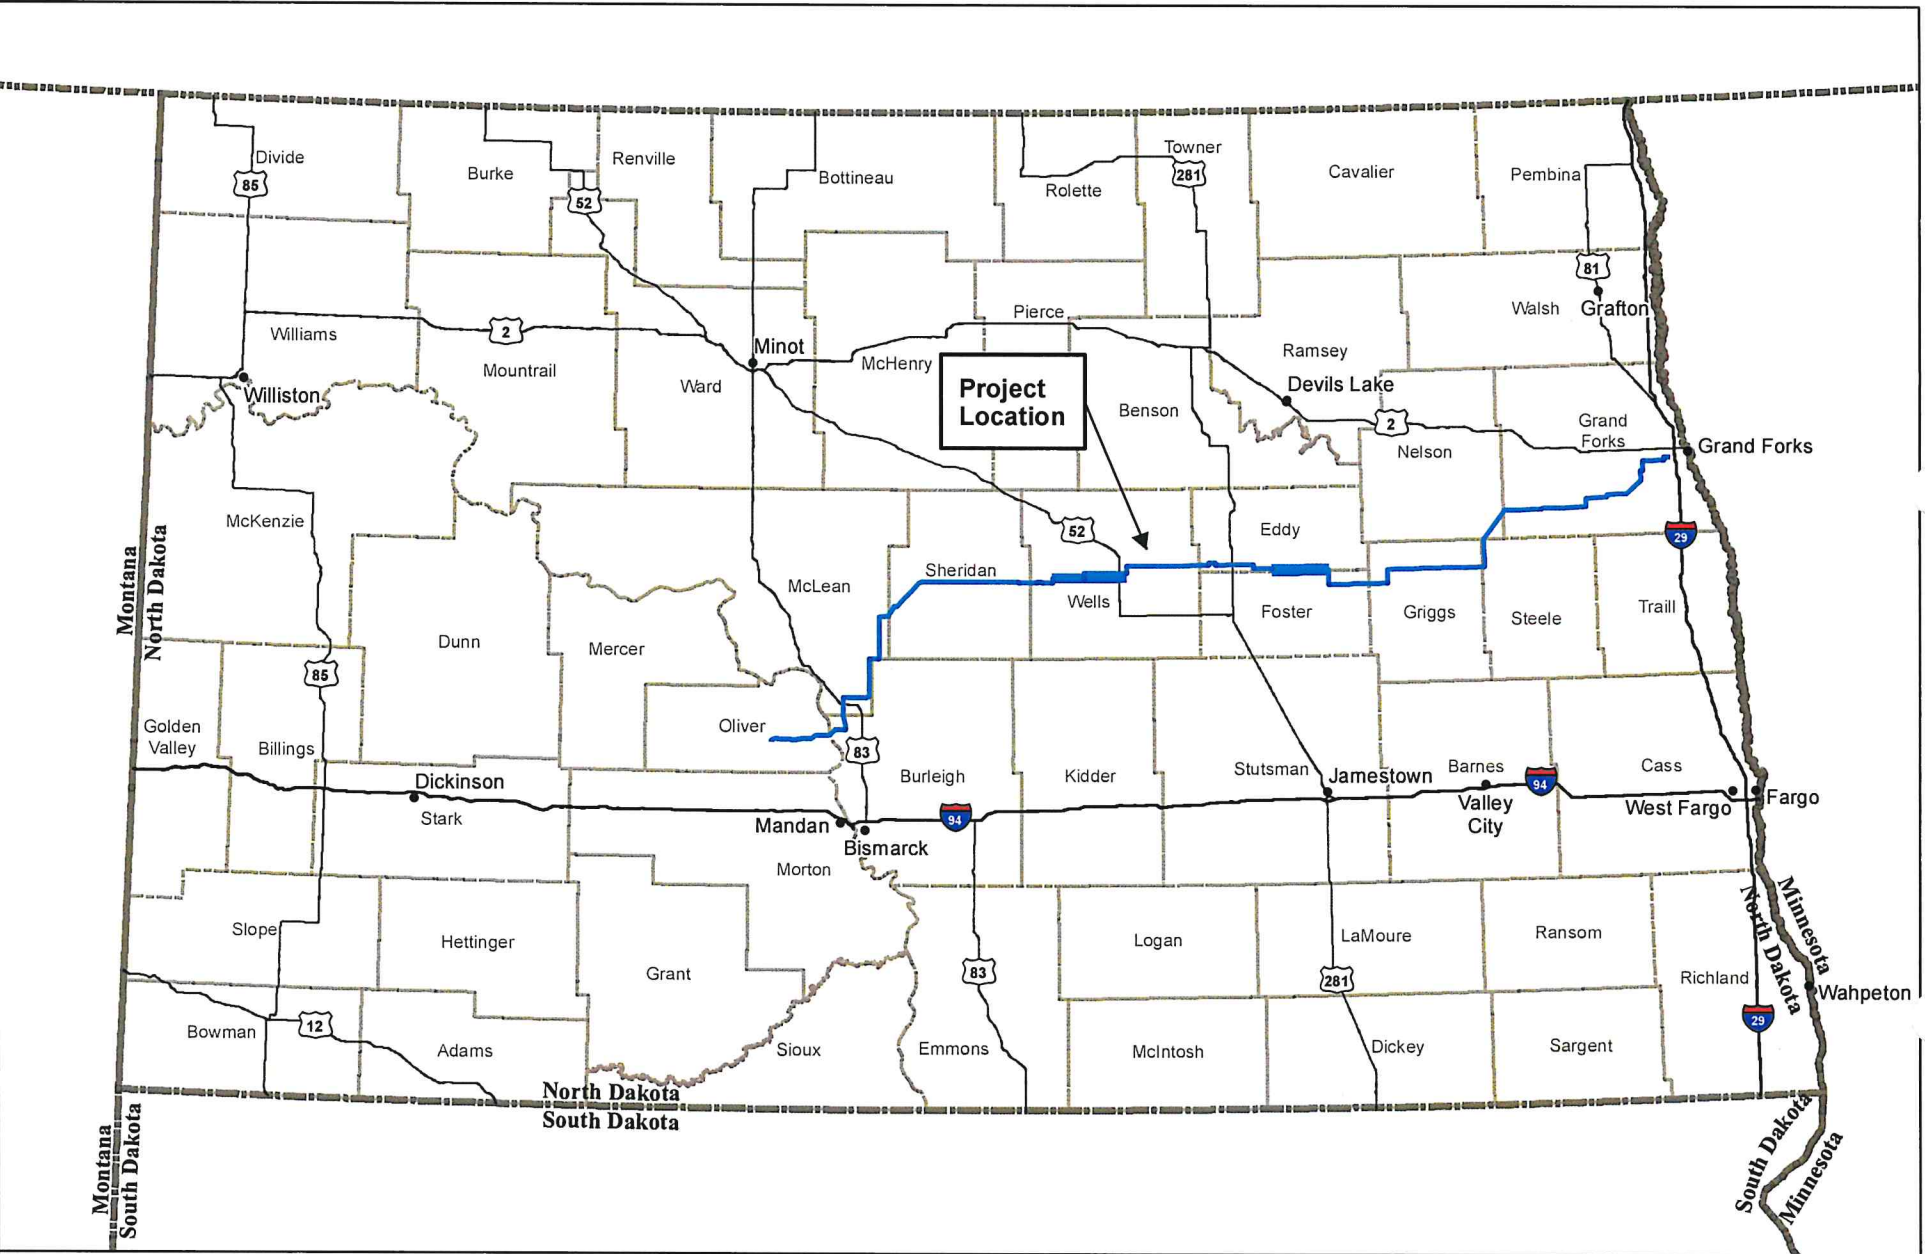 Divide
85
Burke
52
Renville
Bottineau
Rolette
Towner
281
Cavalier
Pembina
81
Grafton
Walsh
Williams
2
Mountrail
Williston
Ward
Minot
McHenry
Pierce
Project
Location
Benson
Ramsey
Devils Lake
2
Nelson
Grand
Forks
Grand Forks
29
McKenzie
Montana
North Dakota
85
Dunn
Mercer
McLean
Sheridan
52
Wells
Eddy
Foster
Griggs
Steele
Traill
Golden
Valley
Billings
Oliver
83
Burleigh
Kidder
Stutsman
Jamestown
Barnes
Valley
City
94
Cass
West Fargo
Fargo
Dickinson
Stark
Mandan
Bismarck
94
Morton
Slope
Hettinger
Grant
Logan
LaMoure
Ransom
Richland
Minnesota
North Dakota
Wahpeton
29
83
281
Bowman
12
Adams
Sioux
Emmons
McIntosh
Dickey
Sargent
North Dakota
South Dakota
Montana
South Dakota
South Dakota
Minnesota